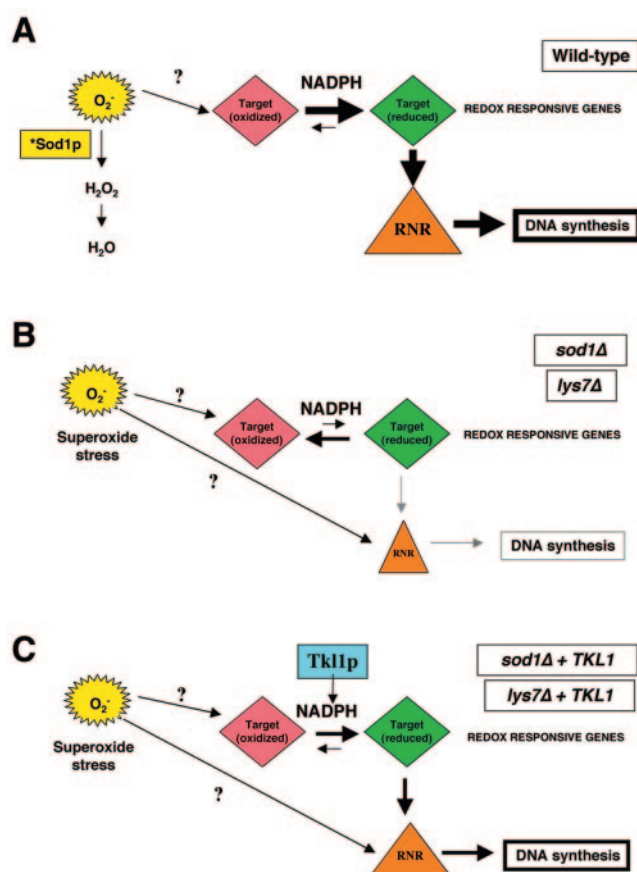 A
Wild-type
?
NADPH
O₂⁻
Target
(oxidized)
Target
(reduced)
REDOX RESPONSIVE GENES
*Sod1p
H₂O₂
H₂O
RNR
DNA synthesis
B
sod1Δ
lys7Δ
?
NADPH
O₂⁻
Target
(oxidized)
Target
(reduced)
REDOX RESPONSIVE GENES
Superoxide
stress
?
RNR
DNA synthesis
C
Tkl1p
sod1Δ + TKL1
lys7Δ + TKL1
?
NADPH
O₂⁻
Target
(oxidized)
Target
(reduced)
REDOX RESPONSIVE GENES
Superoxide
stress
?
RNR
DNA synthesis